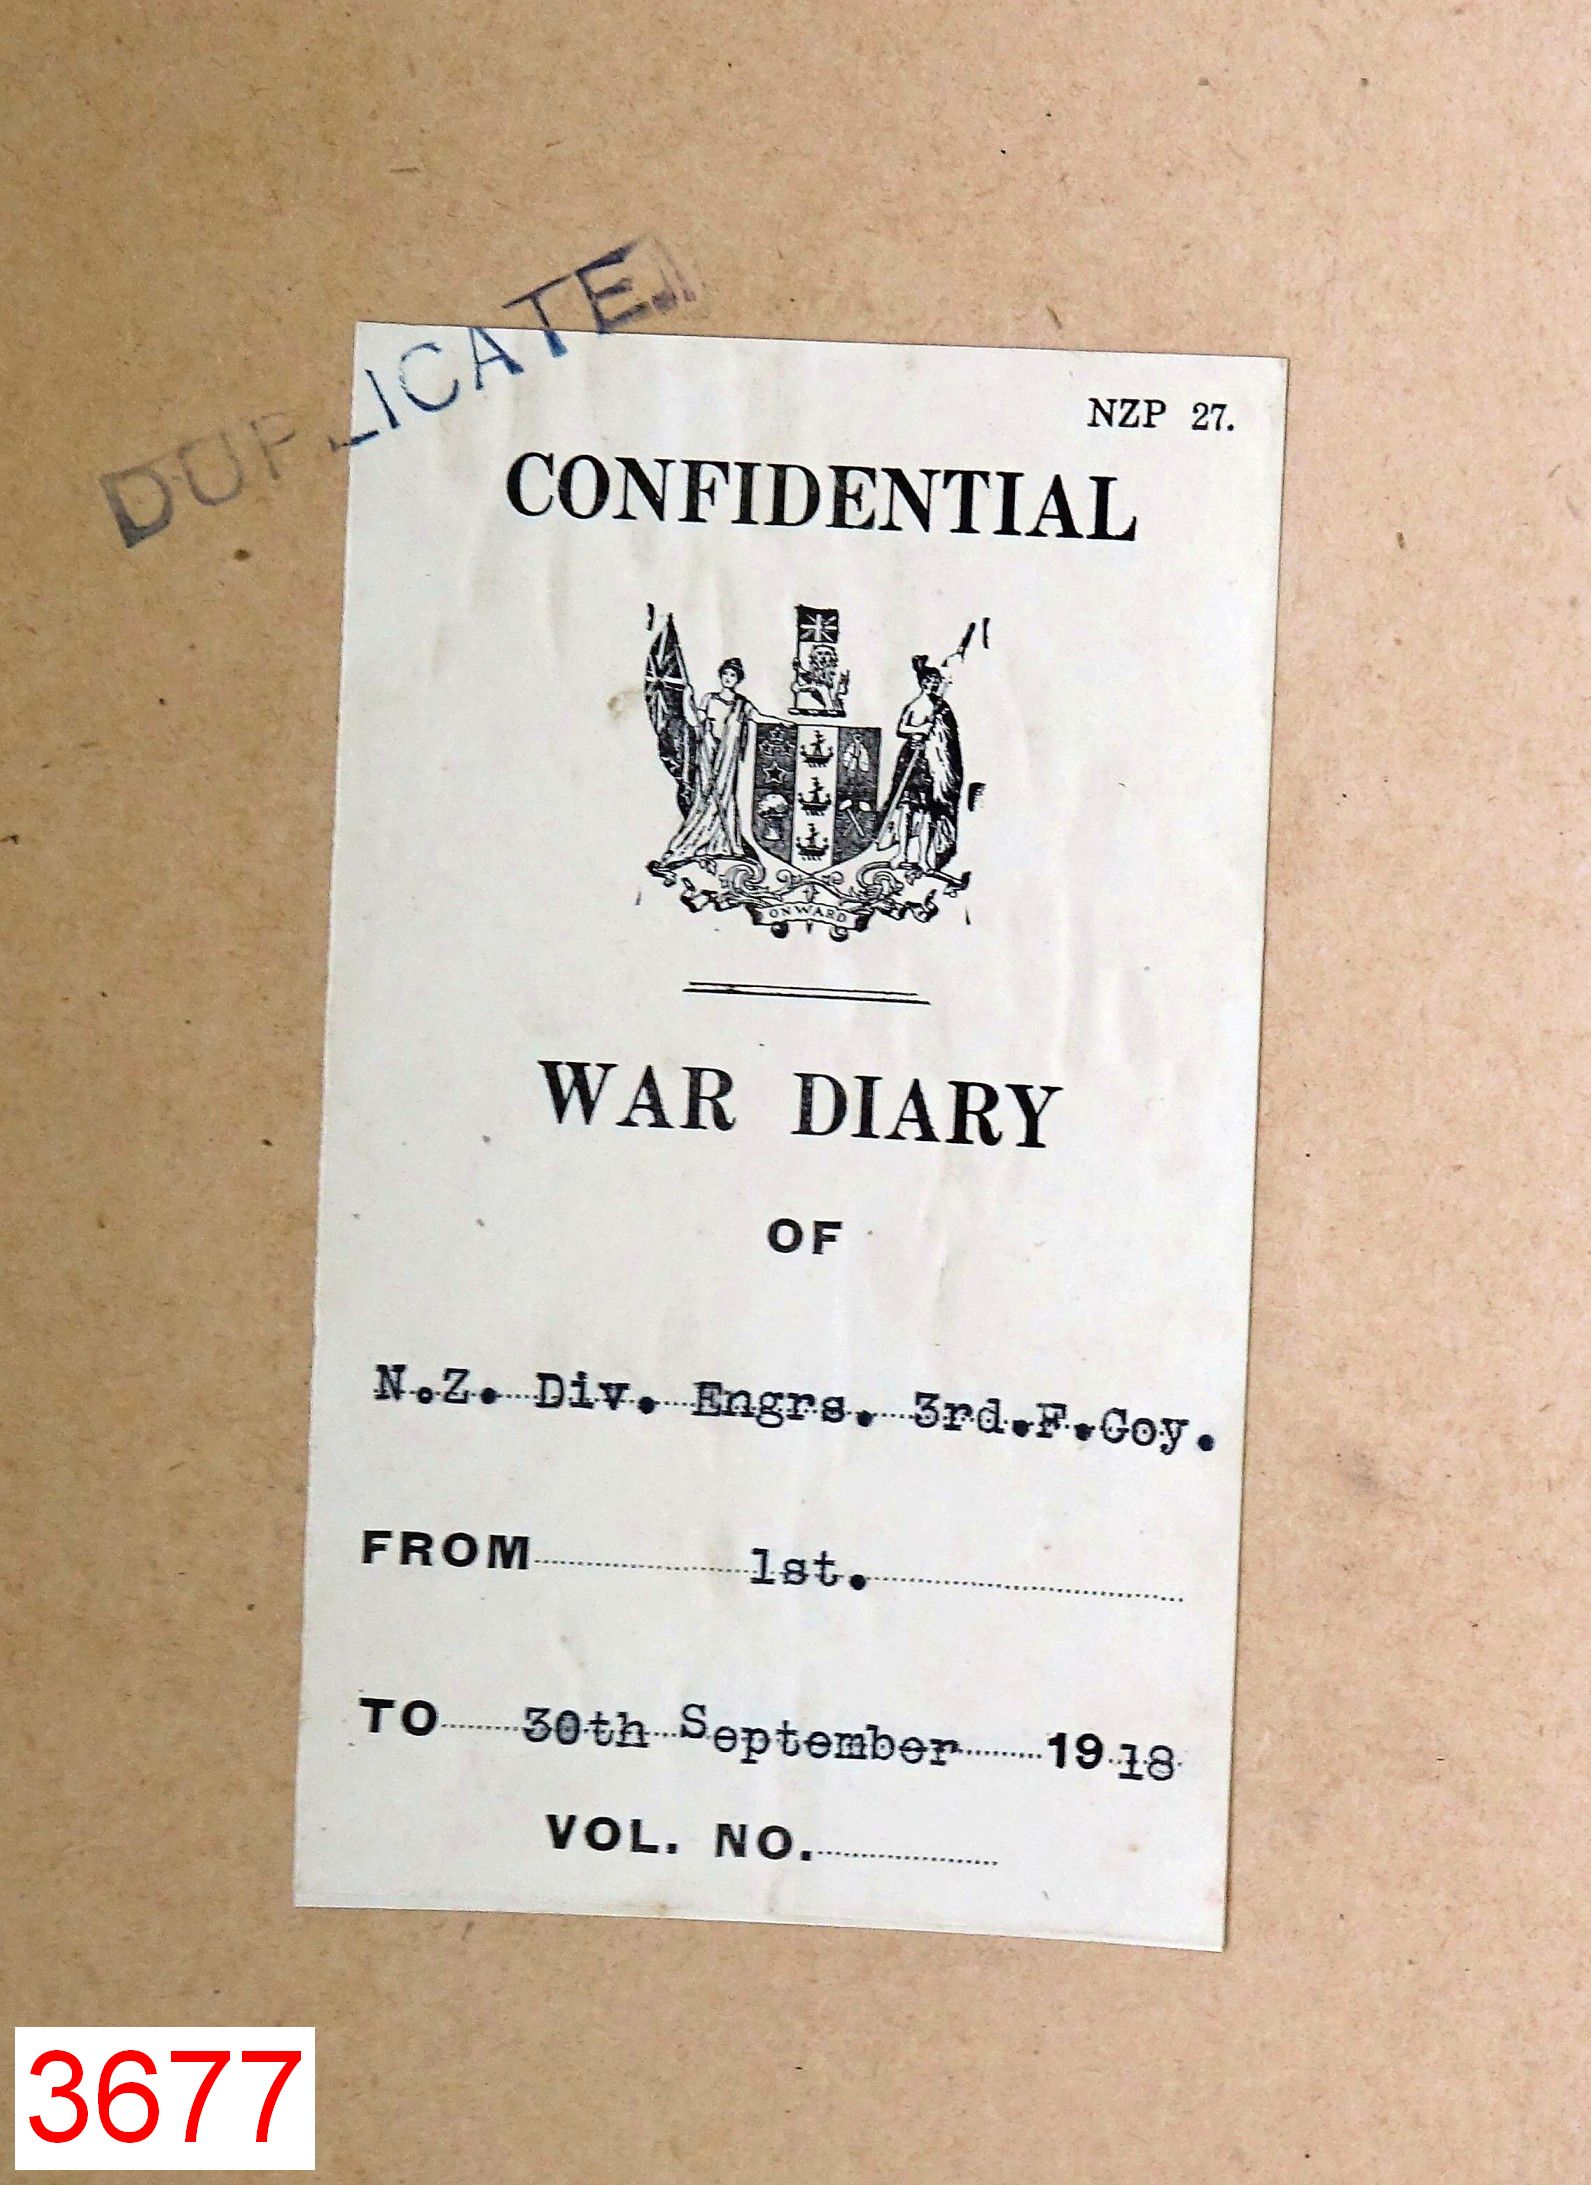 DUPLICATE.
NZP 27.
CONFIDENTIAL
ONWARD
WAR DIARY
OF
N.Z. Div. Engrs. 3rd.F.Coy.
FROM 1st.
TO 30th September 1918
VOL. NO.
3677